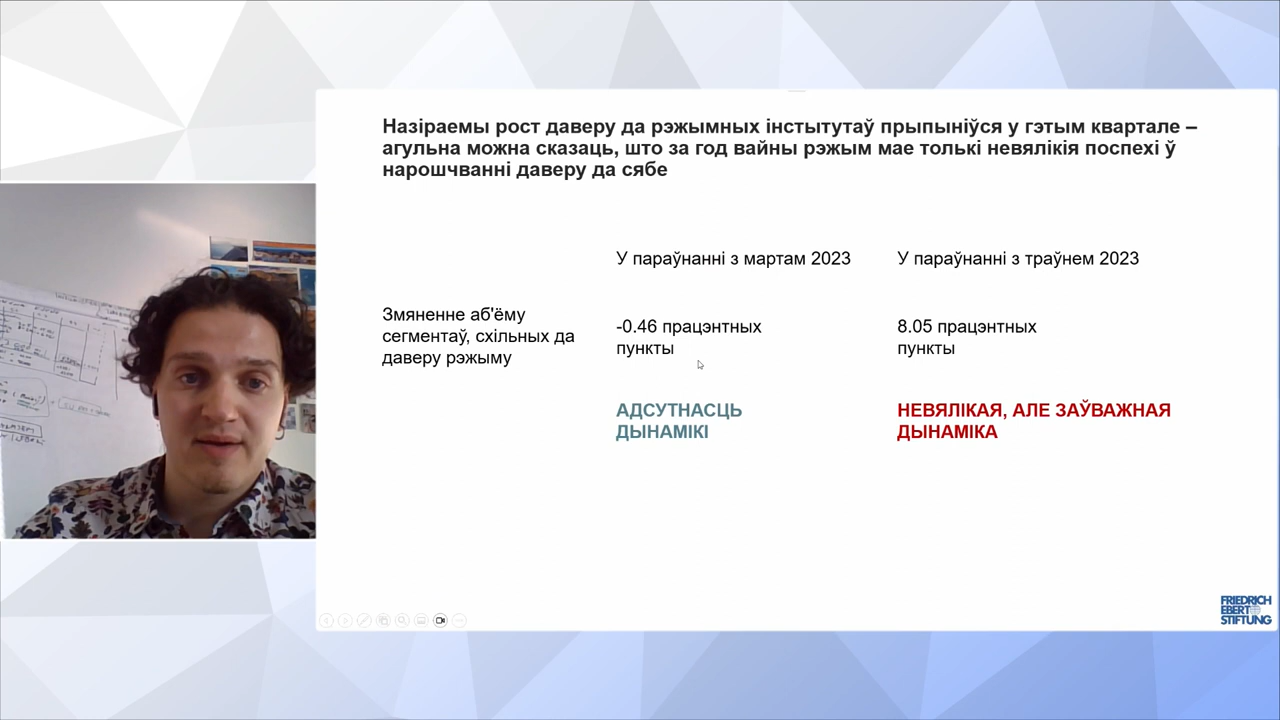 Назіраемы рост даверу да рэжымных інстытутаў прыпыніўся у гэтым квартале –
агульна можна сказаць, што за год вайны рэжым мае толькі невялікія поспехі ў
нарошчванні даверу да сябе
У параўнанні з мартам 2023
У параўнанні з траўнем 2023
Змяненне аб'ёму
сегментаў, схільных да
даверу рэжыму
-0.46 працэнтных
пункты
8.05 працэнтных
пункты
АДСУТНАСЦЬ
ДЫНАМІКІ
НЕВЯЛІКАЯ, АЛЕ ЗАЎВАЖНАЯ
ДЫНАМІКА
FRIEDRICH
EBERT
STIFTUNG